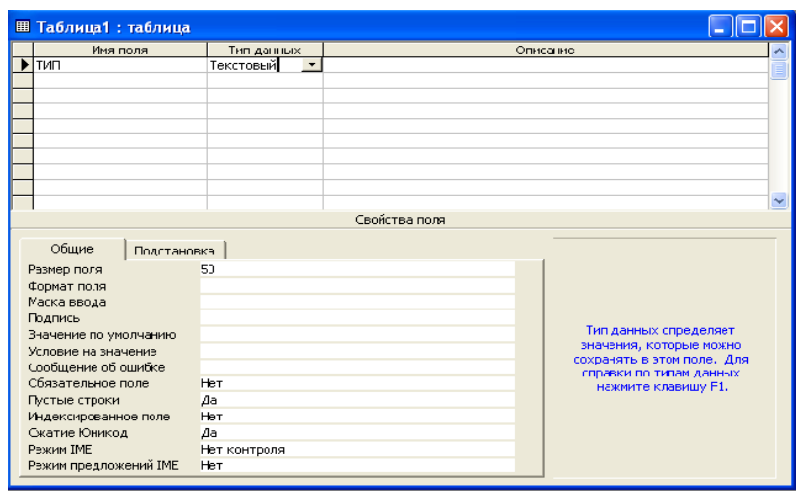 Таблица1 : таблица
Имя поля Тип данных Описание
ТИП Текстовый
Свойства поля
Общие Подстановка
Размер поля 50
Формат поля
Маска ввода
Подпись
Значение по умолчанию
Условие на значение
Сообщение об ошибке
Обязательное поле Нет
Пустые строки Да
Индексированное поле Нет
Сжатие Юникод Да
Режим IME Нет контроля
Режим предложений IME Нет
Тип данных определяет
значения, которые можно
сохранять в этом поле. Для
справки по типам данных
нажмите клавишу F1.